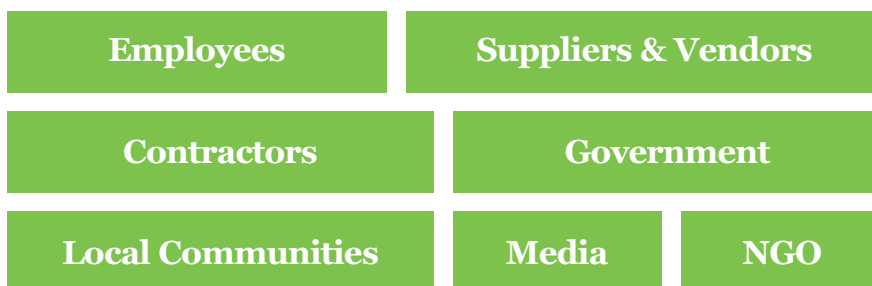 Employees
Suppliers & Vendors
Contractors
Government
Local Communities
Media
NGO